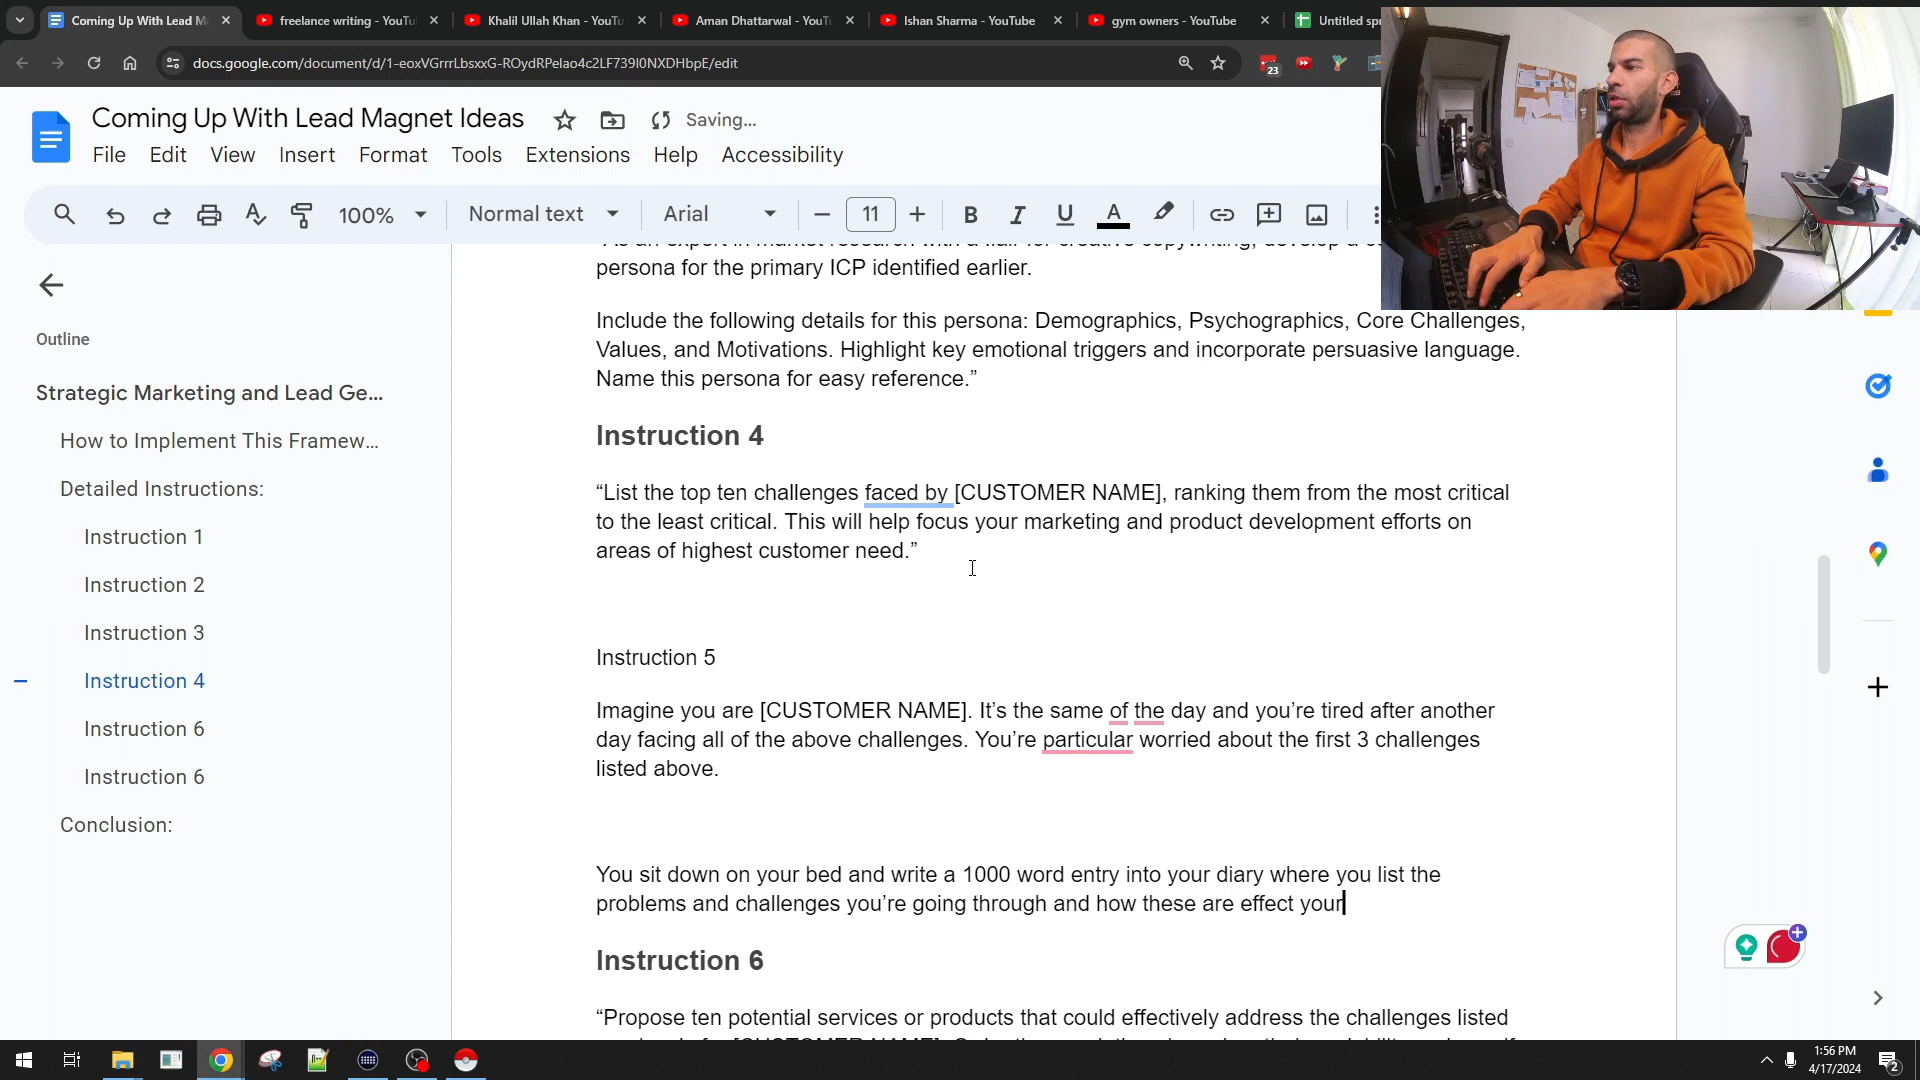 Coming Up With Lead M
freelance writing - YouTu
Khalil Ullah Khan - YouTu
Aman Dhattarwal - YouTu
Ishan Sharma - YouTube
gym owners - YouTube
Untitled spr
docs.google.com/document/d/1-eoxVGrrrLbsxxG-ROydRPelao4c2LF739I0NXDHbpE/edit
23
Coming Up With Lead Magnet Ideas
Saving...
File Edit View Insert Format Tools Extensions Help Accessibility
100% Normal text Arial 11 B I U A
Outline
Strategic Marketing and Lead Ge...
How to Implement This Framew...
Detailed Instructions:
Instruction 1
Instruction 2
Instruction 3
Instruction 4
Instruction 6
Instruction 6
Conclusion:
persona for the primary ICP identified earlier.
Include the following details for this persona: Demographics, Psychographics, Core Challenges,
Values, and Motivations. Highlight key emotional triggers and incorporate persuasive language.
Name this persona for easy reference.”
Instruction 4
“List the top ten challenges faced by [CUSTOMER NAME], ranking them from the most critical
to the least critical. This will help focus your marketing and product development efforts on
areas of highest customer need.”
Instruction 5
Imagine you are [CUSTOMER NAME]. It’s the same of the day and you’re tired after another
day facing all of the above challenges. You’re particular worried about the first 3 challenges
listed above.
You sit down on your bed and write a 1000 word entry into your diary where you list the
problems and challenges you’re going through and how these are effect your
Instruction 6
“Propose ten potential services or products that could effectively address the challenges listed
1:56 PM
4/17/2024
2